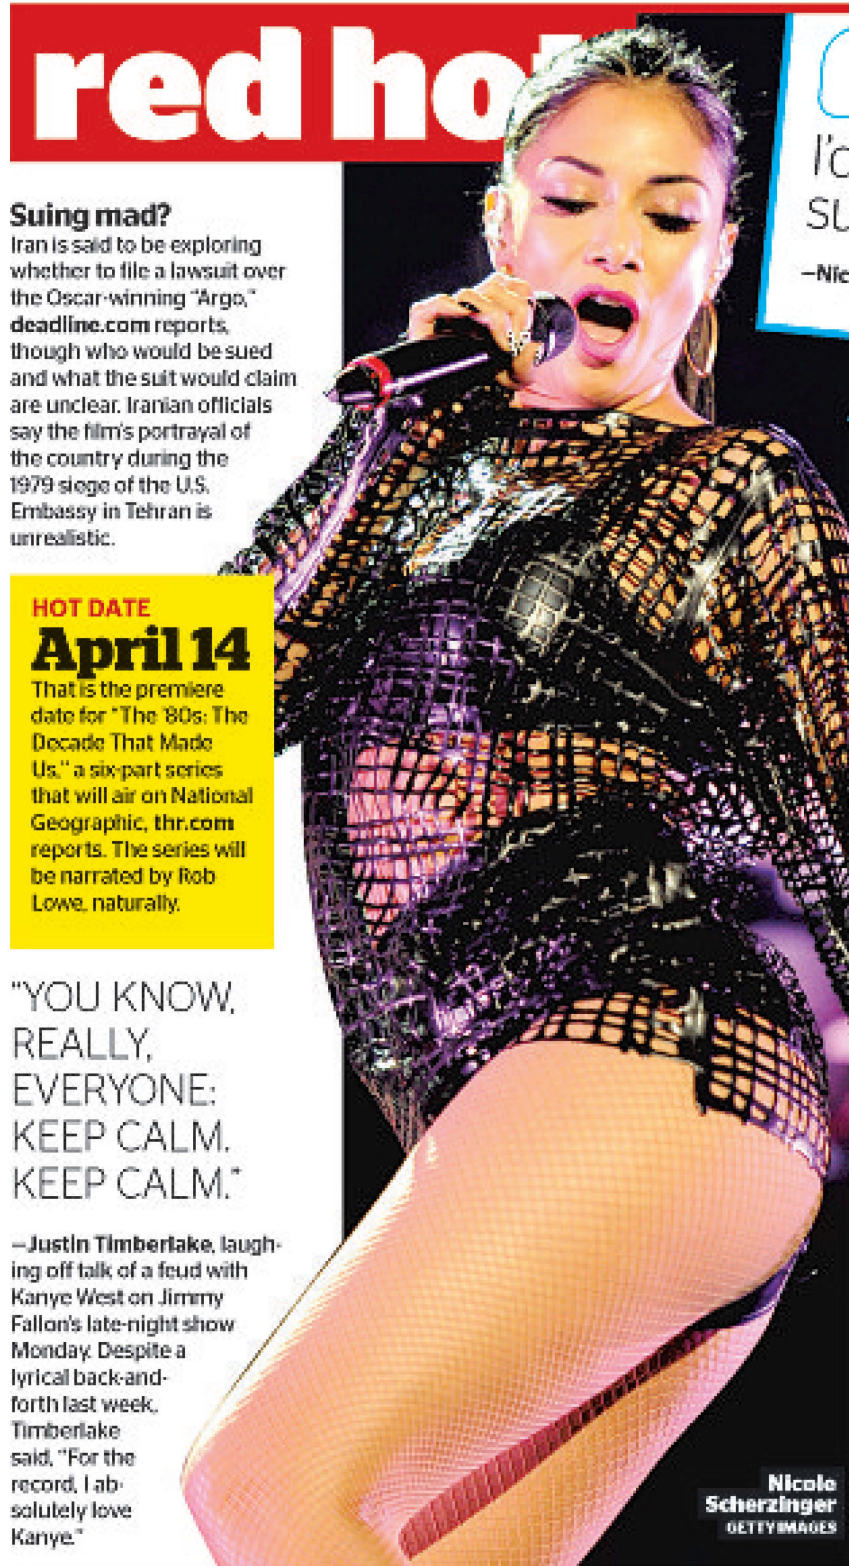 red ho
Suing mad?
Iran is said to be exploring
whether to file a lawsuit over
the Oscar-winning “Argo,”
deadline.com reports,
though who would be sued
and what the suit would claim
are unclear. Iranian officials
say the film’s portrayal of
the country during the
1979 siege of the U.S.
Embassy in Tehran is
unrealistic.
HOT DATE
April 14
That is the premiere
date for “The ’80s: The
Decade That Made
Us,” a six-part series
that will air on National
Geographic, thr.com
reports. The series will
be narrated by Rob
Lowe, naturally.
“YOU KNOW,
REALLY,
EVERYONE:
KEEP CALM.
KEEP CALM.”
—Justin Timberlake, laugh-
ing off talk of a feud with
Kanye West on Jimmy
Fallon’s late-night show
Monday. Despite a
lyrical back-and-
forth last week,
Timberlake
said, “For the
record, I ab-
solutely love
Kanye.”
I’
su
—Nic
Nicole
Scherzinger
GETTY IMAGES